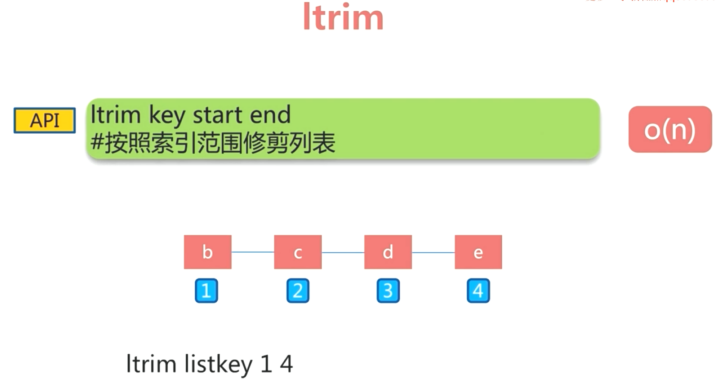 ltrim
API
ltrim key start end
#按照索引范围修剪列表
o(n)
b c d e
1 2 3 4
ltrim listkey 1 4